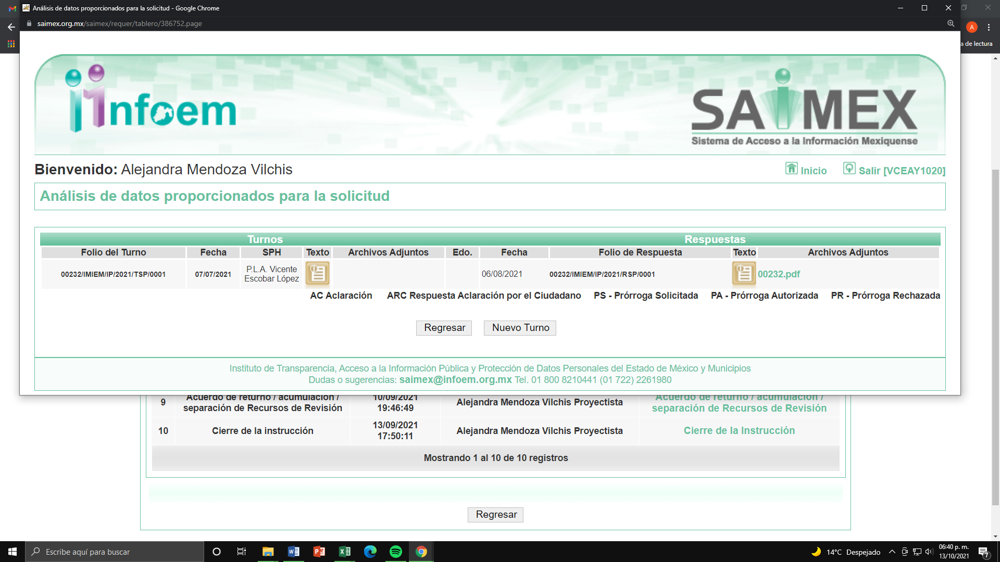 Análisis de datos proporcionados para la solicitud - Google Chrome
saimex.org.mx/saimex/requer/tablero/386752.page
A
a de lectura
infoem
SAIMEX
Sistema de Acceso a la Información Mexiquense
Bienvenido: Alejandra Mendoza Vilchis
Inicio
Salir [VCEAY1020]
Análisis de datos proporcionados para la solicitud
Turnos Respuestas
Folio del Turno Fecha SPH Texto Archivos Adjuntos Edo. Fecha Folio de Respuesta Texto Archivos Adjuntos
00232/IMIEM/IP/2021/TSP/0001 07/07/2021 P.L.A. Vicente Escobar López 06/08/2021 00232/IMIEM/IP/2021/RSP/0001 00232.pdf
AC Aclaración ARC Respuesta Aclaración por el Ciudadano PS - Prórroga Solicitada PA - Prórroga Autorizada PR - Prórroga Rechazada
Regresar Nuevo Turno
Instituto de Transparencia, Acceso a la Información Pública y Protección de Datos Personales del Estado de México y Municipios
Dudas o sugerencias: saimex@infoem.org.mx Tel. 01 800 8210441 (01 722) 2261980
9 Acuerdo de returno / acumulación / separación de Recursos de Revisión 10/09/2021 19:46:49 Alejandra Mendoza Vilchis Proyectista Acuerdo de returno / acumulación / separación de Recursos de Revisión
10 Cierre de la instrucción 13/09/2021 17:50:11 Alejandra Mendoza Vilchis Proyectista Cierre de la Instrucción
Mostrando 1 al 10 de 10 registros
Regresar
Escribe aquí para buscar
14°C Despejado
06:40 p. m.
13/10/2021
7